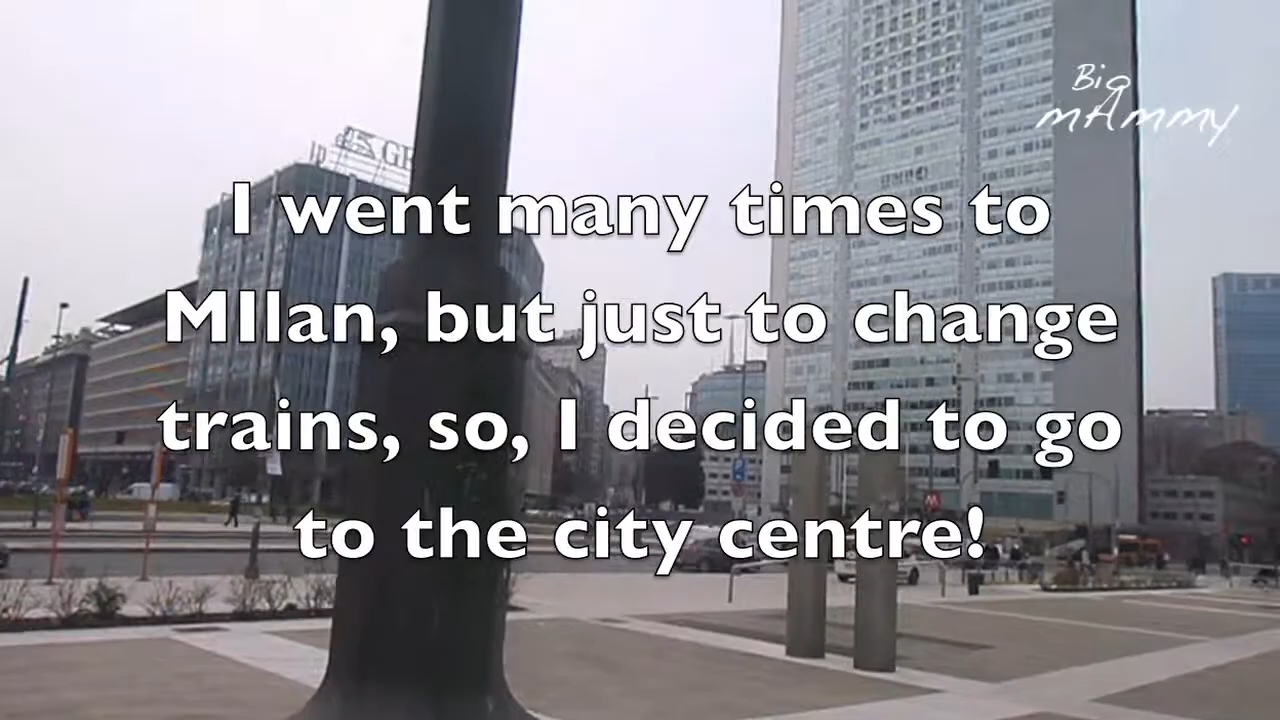 Big
mAmmy
I went many times to
MIlan, but just to change
trains, so, I decided to go
to the city centre!